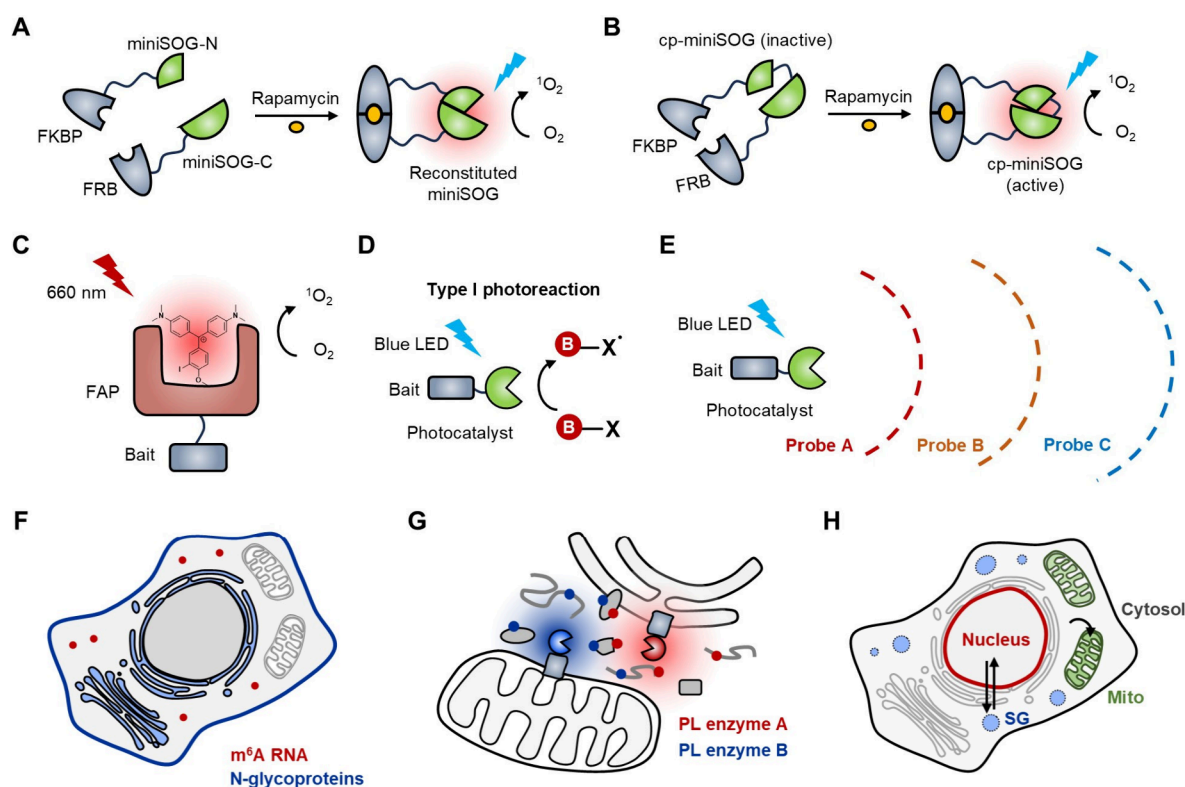 A
miniSOG-N
FKBP
FRB
miniSOG-C
Rapamycin
¹O₂
O₂
Reconstituted
miniSOG
B
cp-miniSOG (inactive)
FKBP
FRB
Rapamycin
¹O₂
O₂
cp-miniSOG
(active)
C
660 nm
N
N
C
I
O
¹O₂
O₂
FAP
Bait
D
Type I photoreaction
Blue LED
Bait
Photocatalyst
B–X•
B–X
E
Blue LED
Bait
Photocatalyst
Probe A
Probe B
Probe C
F
m⁶A RNA
N-glycoproteins
G
PL enzyme A
PL enzyme B
H
Nucleus
Cytosol
Mito
SG